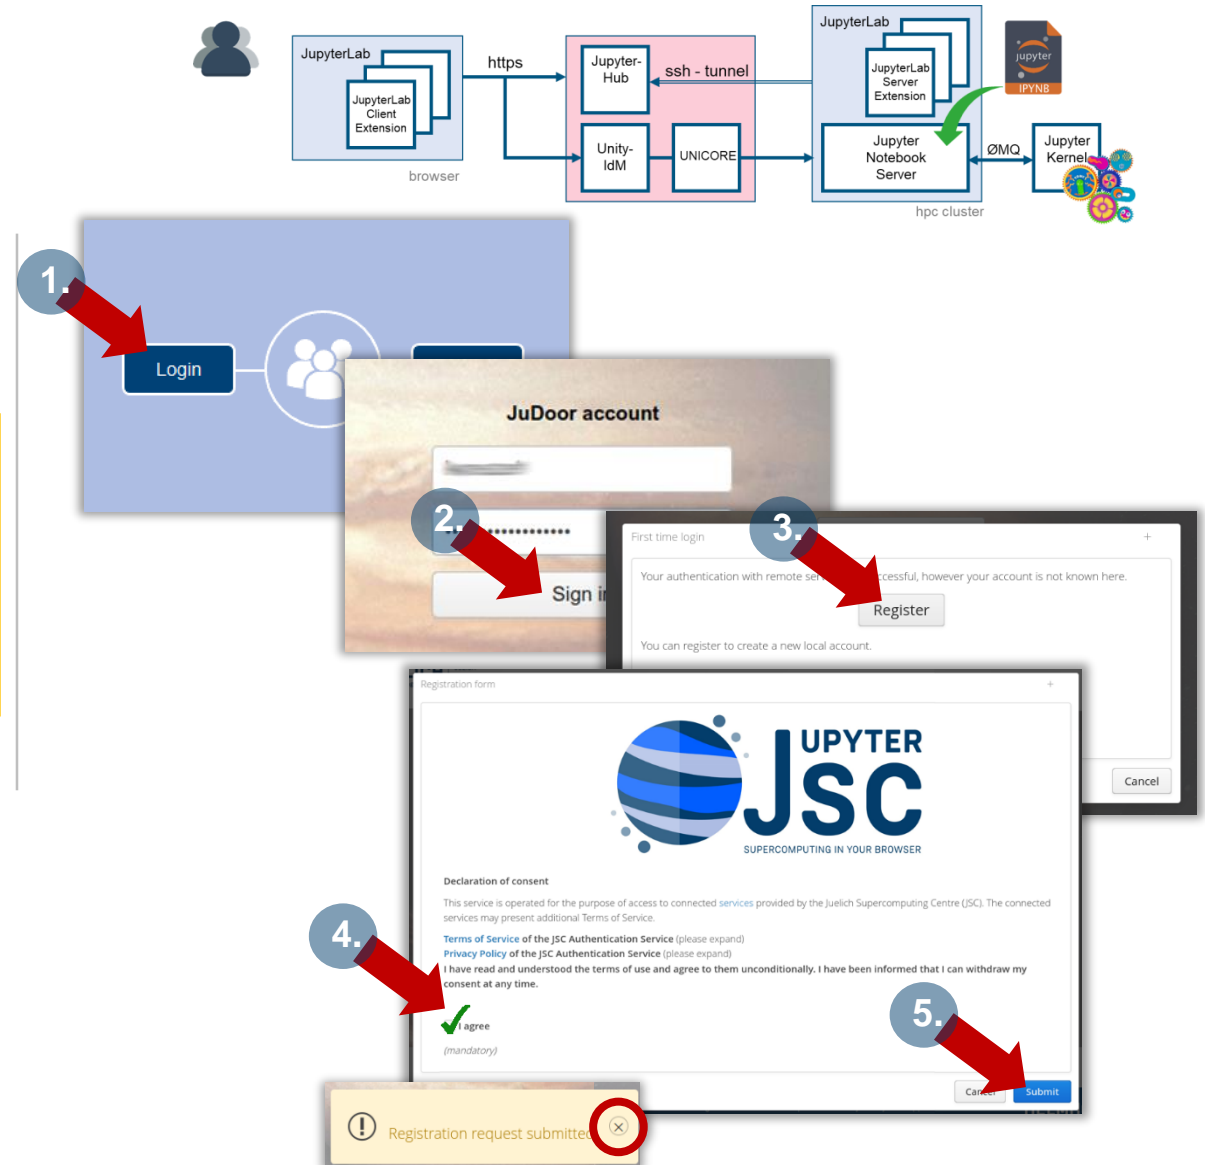 JupyterLab
JupyterLab
Client
Extension
browser
https
Jupyter-
Hub
ssh - tunnel
Unity-
IdM
UNICORE
JupyterLab
JupyterLab
Server
Extension
Jupyter
Notebook
Server
hpc cluster
ØMQ
Jupyter
Kernel
jupyter
IPYNB
1.
Login
JuDoor account
2.
Sign in
3.
First time login
+
Your authentication with remote ser ccessful, however your account is not known here.
Register
You can register to create a new local account.
Cancel
Registration form
+
JUPYTER
JSC
SUPERCOMPUTING IN YOUR BROWSER
Declaration of consent
This service is operated for the purpose of access to connected services provided by the Juelich Supercomputing Centre (JSC). The connected
services may present additional Terms of Service.
Terms of Service of the JSC Authentication Service (please expand)
Privacy Policy of the JSC Authentication Service (please expand)
I have read and understood the terms of use and agree to them unconditionally. I have been informed that I can withdraw my
consent at any time.
4.
I agree
(mandatory)
5.
Cancel
Submit
Registration request submitted